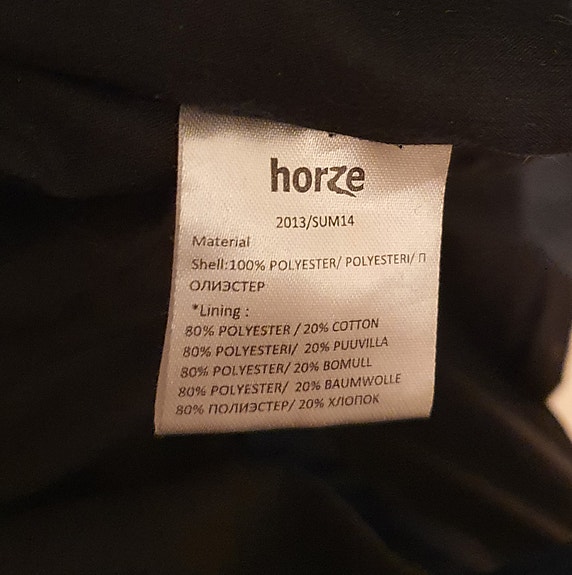 horze
2013/SUM14
Material
Shell:100% POLYESTER/ POLYESTERI/ П
ОЛИЭСТЕР
*Lining :
80% POLYESTER / 20% COTTON
80% POLYESTERI/ 20% PUUVILLA
80% POLYESTER/ 20% BOMULL
80% POLYESTER/ 20% BAUMWOLLE
80% ПОЛИЭСТЕР/ 20% ХЛОПОК